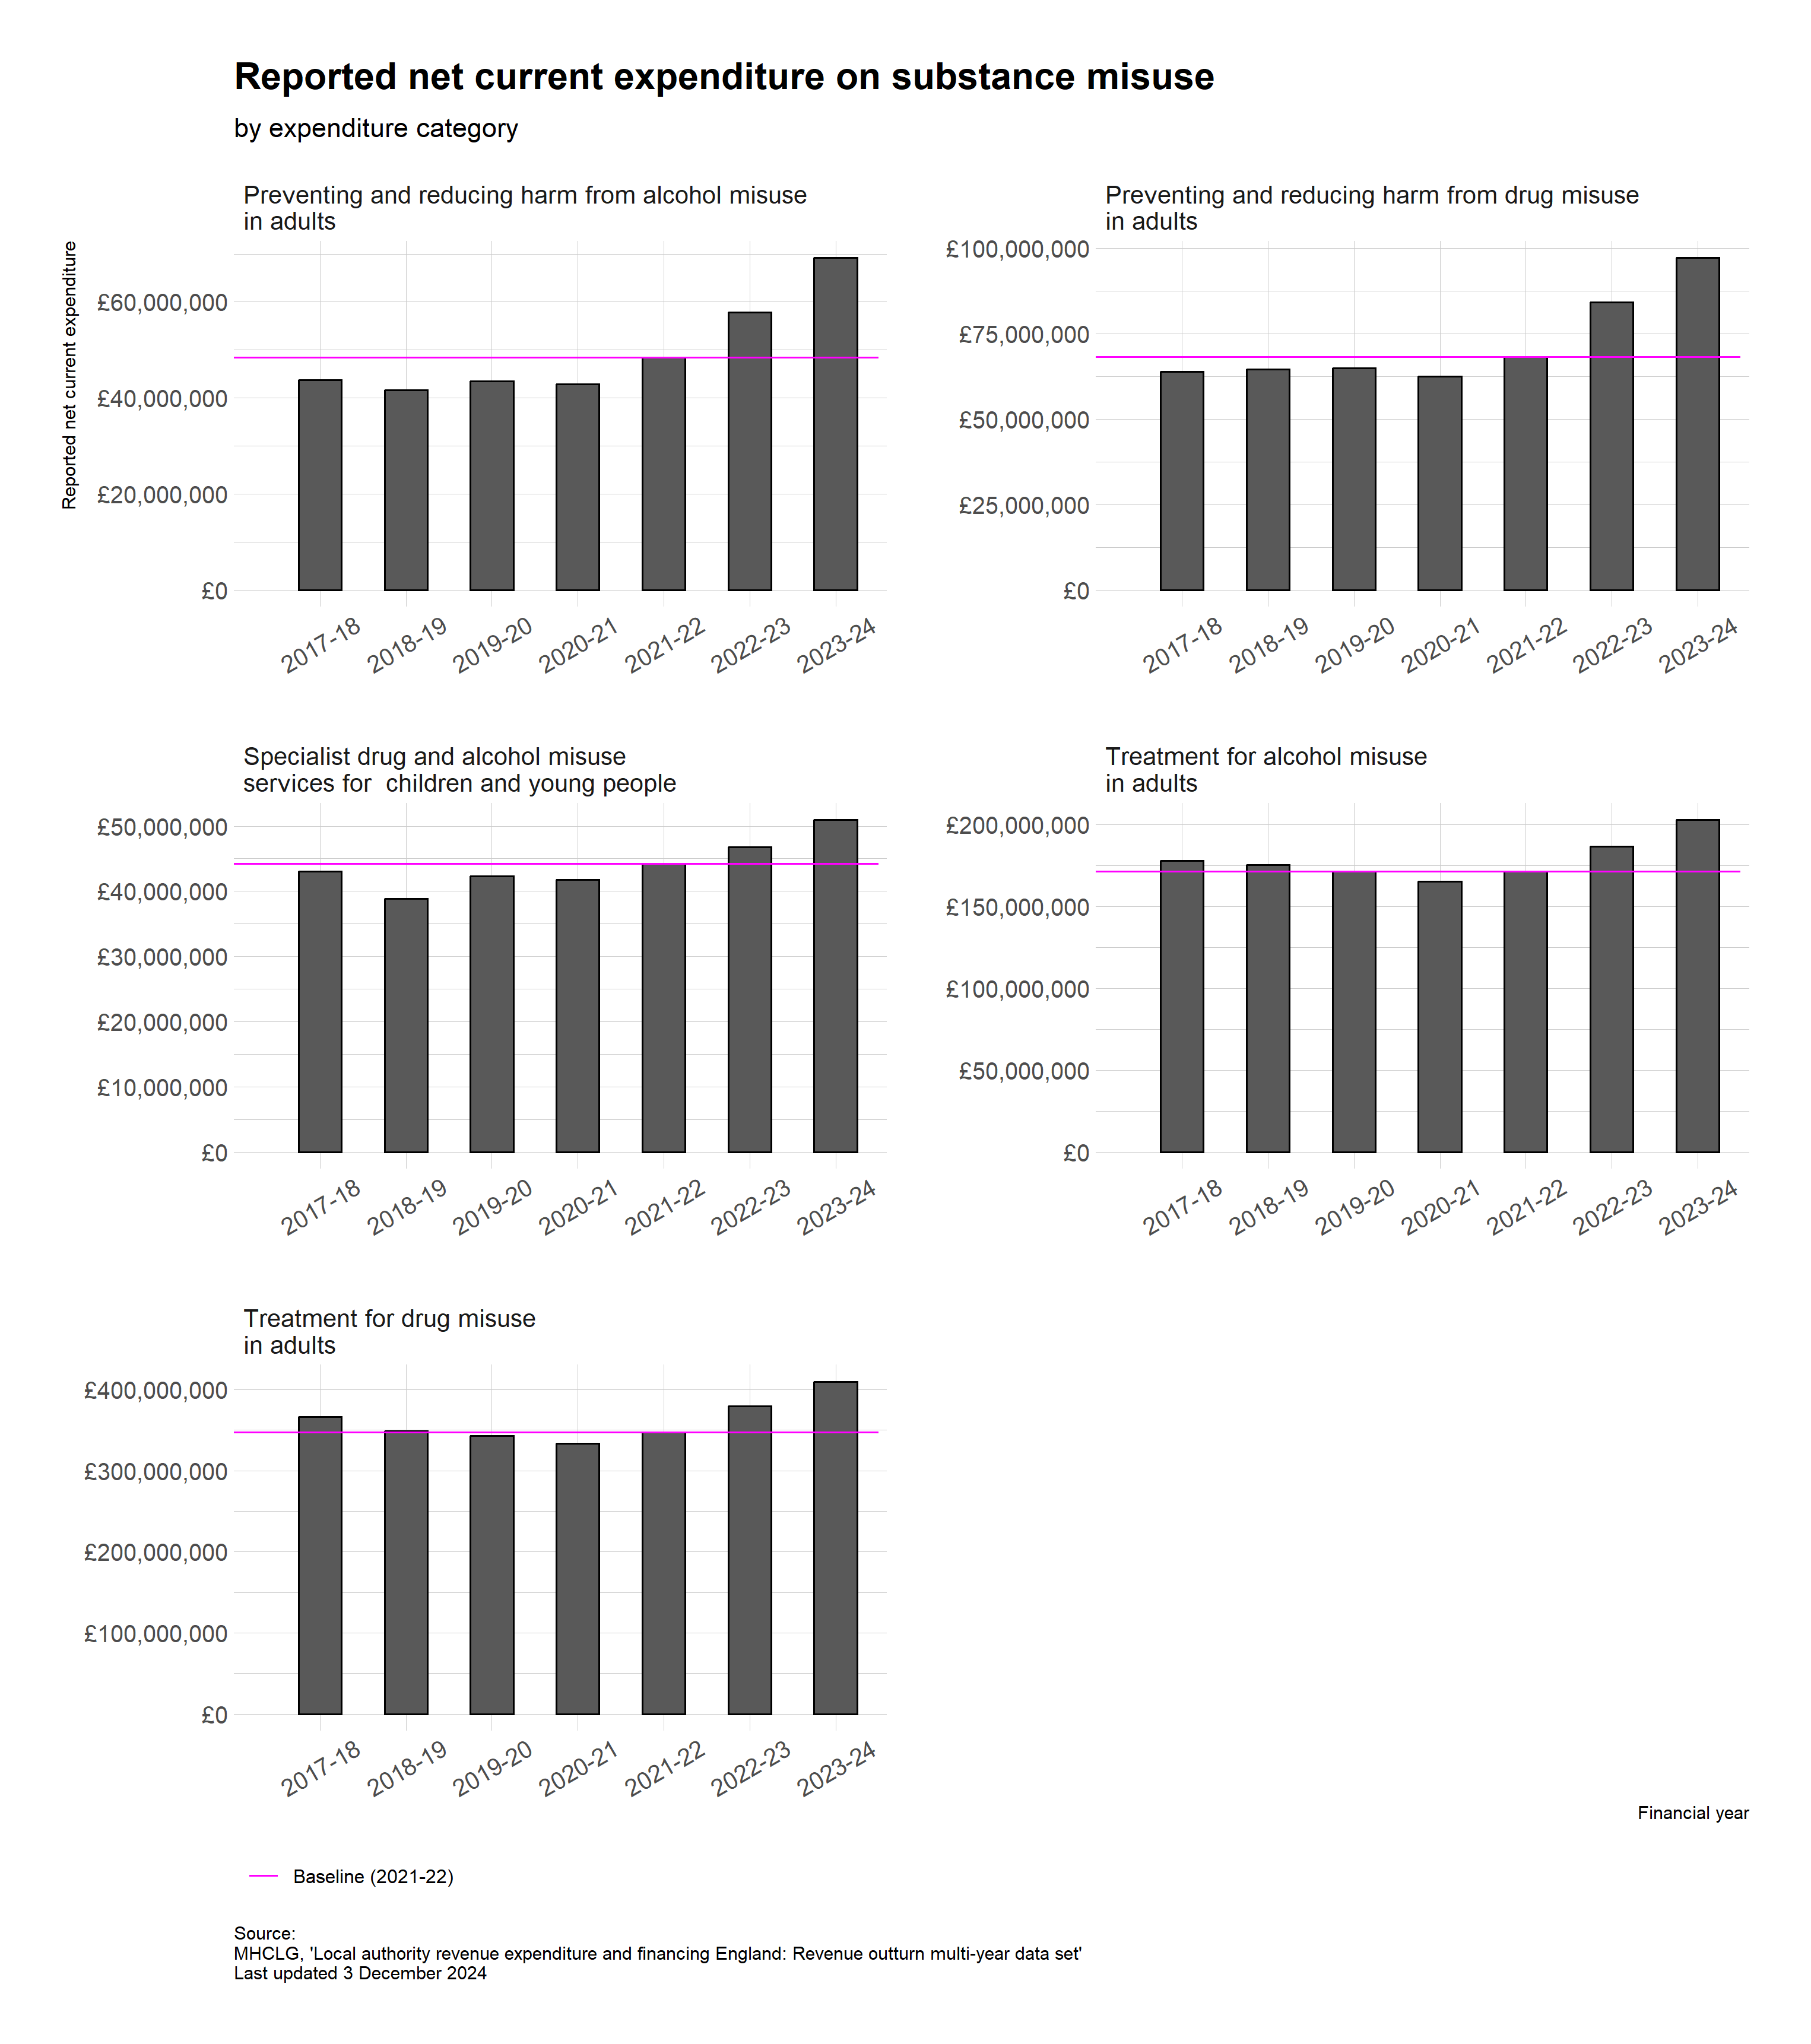 Reported net current expenditure on substance misuse
by expenditure category
Preventing and reducing harm from alcohol misuse
in adults
Reported net current expenditure
£60,000,000
£40,000,000
£20,000,000
£0
2017-18 2018-19 2019-20 2020-21 2021-22 2022-23 2023-24
Preventing and reducing harm from drug misuse
in adults
£100,000,000
£75,000,000
£50,000,000
£25,000,000
£0
2017-18 2018-19 2019-20 2020-21 2021-22 2022-23 2023-24
Specialist drug and alcohol misuse
services for  children and young people
£50,000,000
£40,000,000
£30,000,000
£20,000,000
£10,000,000
£0
2017-18 2018-19 2019-20 2020-21 2021-22 2022-23 2023-24
Treatment for alcohol misuse
in adults
£200,000,000
£150,000,000
£100,000,000
£50,000,000
£0
2017-18 2018-19 2019-20 2020-21 2021-22 2022-23 2023-24
Treatment for drug misuse
in adults
£400,000,000
£300,000,000
£200,000,000
£100,000,000
£0
2017-18 2018-19 2019-20 2020-21 2021-22 2022-23 2023-24
Financial year
Baseline (2021-22)
Source:
MHCLG, 'Local authority revenue expenditure and financing England: Revenue outturn multi-year data set'
Last updated 3 December 2024